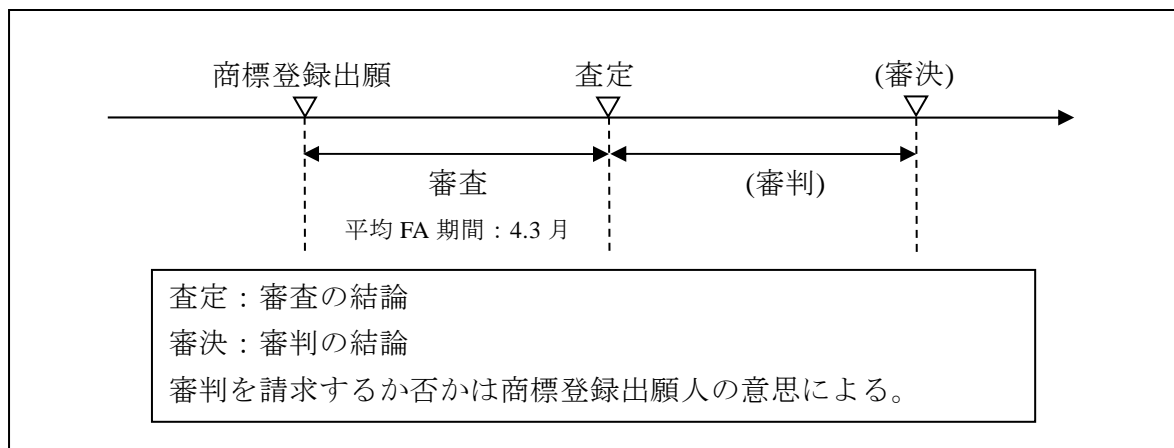 商標登録出願
査定
(審決)
審査
(審判)
平均 FA 期間：4.3 月
査定：審査の結論
審決：審判の結論
審判を請求するか否かは商標登録出願人の意思による。